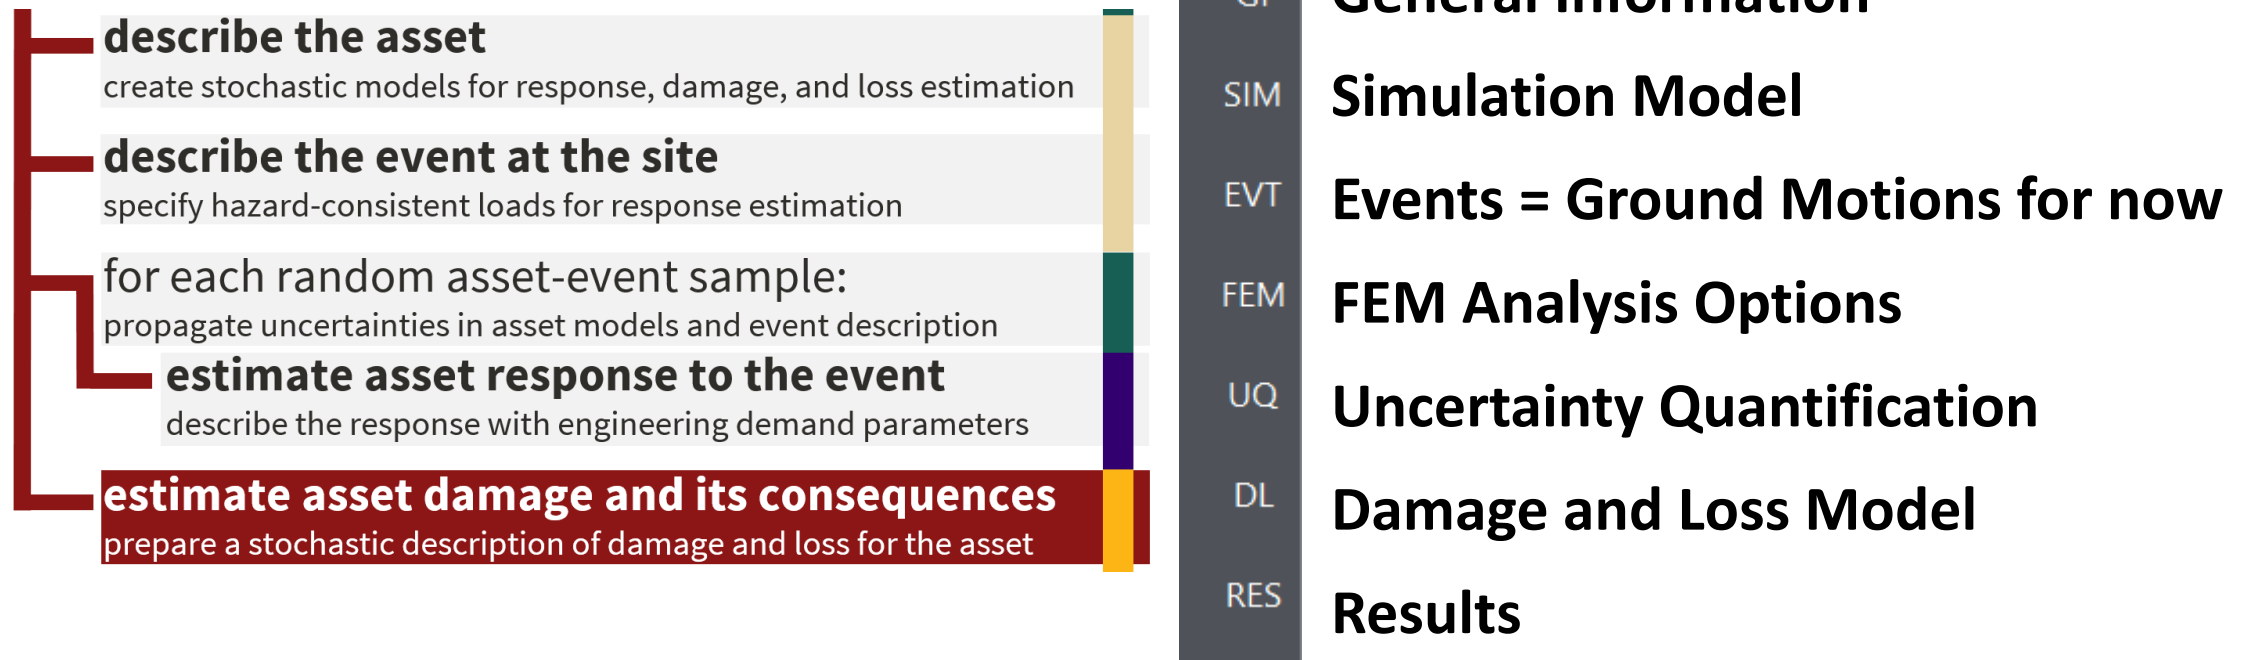 describe the asset
create stochastic models for response, damage, and loss estimation
describe the event at the site
specify hazard-consistent loads for response estimation
for each random asset-event sample:
propagate uncertainties in asset models and event description
estimate asset response to the event
describe the response with engineering demand parameters
estimate asset damage and its consequences
prepare a stochastic description of damage and loss for the asset
General Information
SIM Simulation Model
EVT Events = Ground Motions for now
FEM FEM Analysis Options
UQ Uncertainty Quantification
DL Damage and Loss Model
RES Results